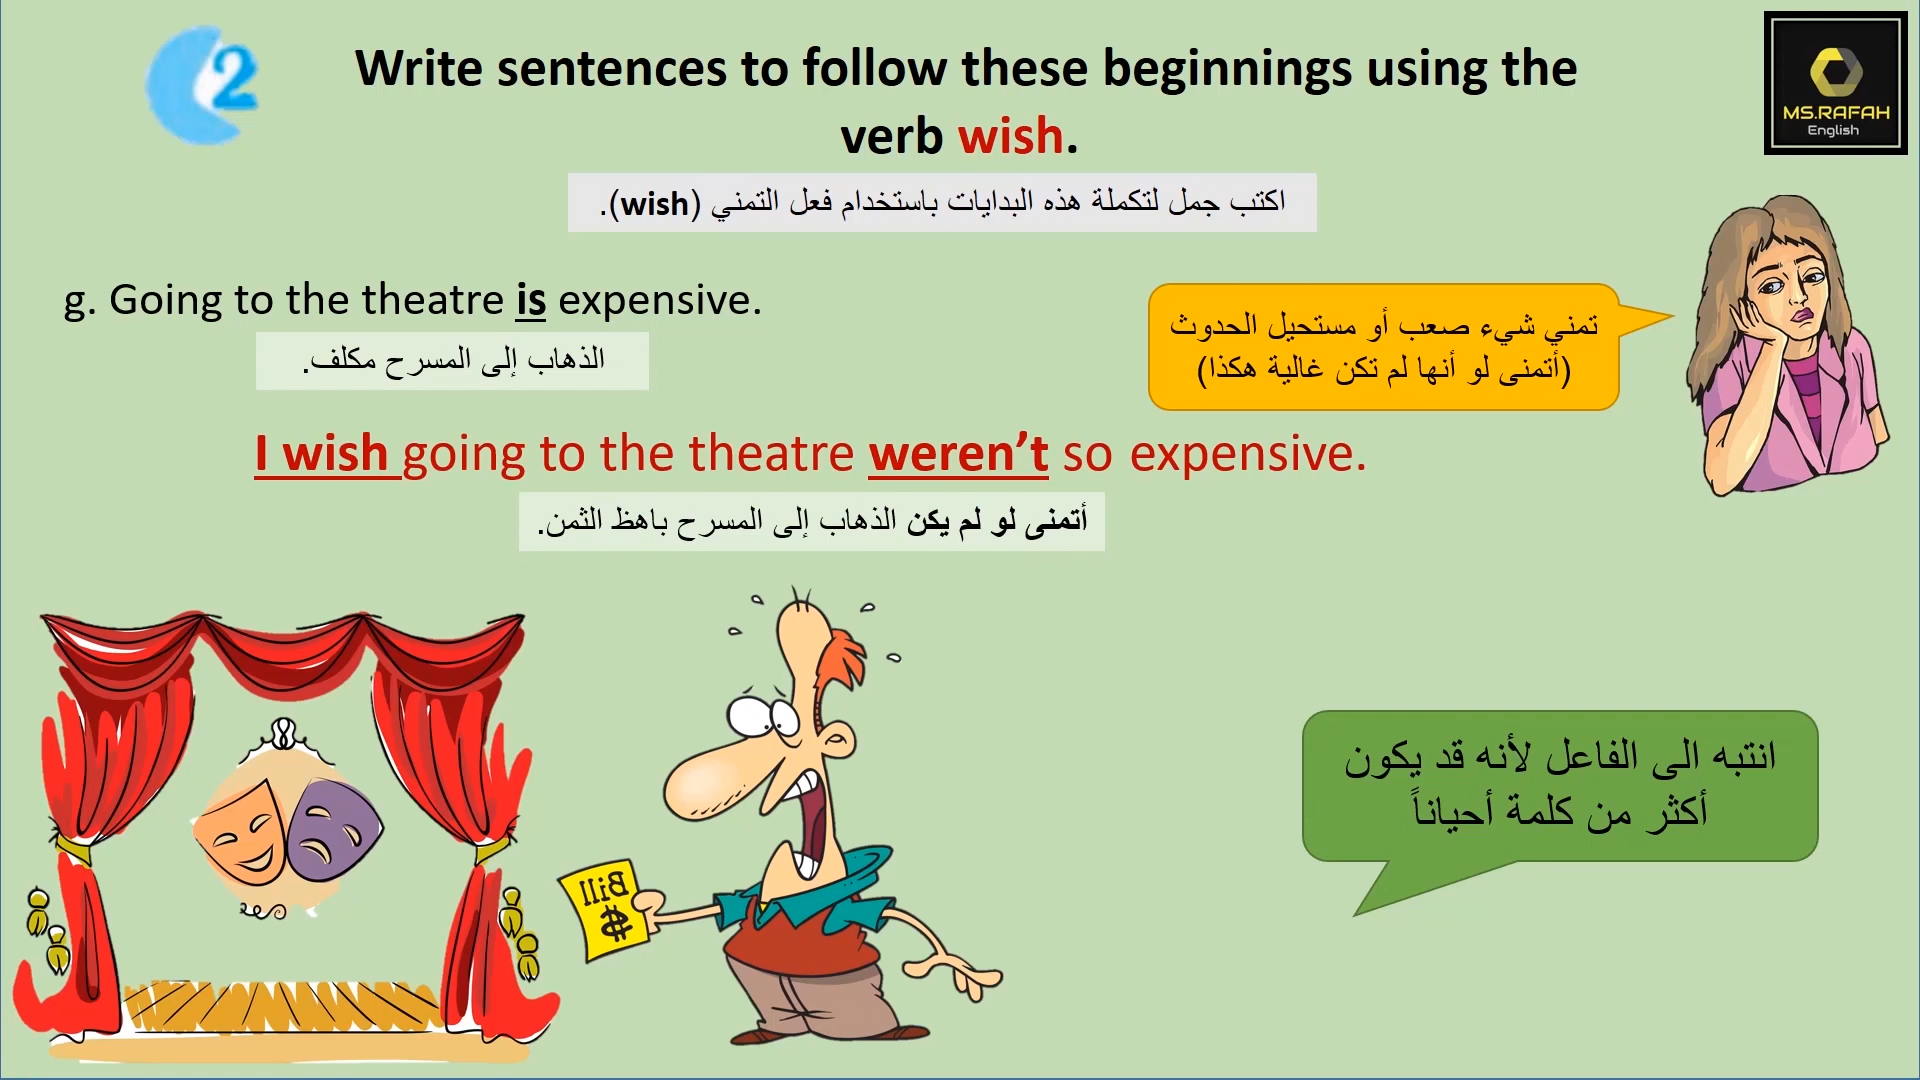 2
Write sentences to follow these beginnings using the
verb wish.
اكتب جمل لتكملة هذه البدايات باستخدام فعل التمني (wish).
MS.RAFAH
English
g. Going to the theatre is expensive.
الذهاب إلى المسرح مكلف.
تمني شيء صعب أو مستحيل الحدوث
(أتمنى لو أنها لم تكن غالية هكذا)
I wish going to the theatre weren’t so expensive.
أتمنى لو لم يكن الذهاب إلى المسرح باهظ الثمن.
Bill
$
انتبه الى الفاعل لأنه قد يكون
أكثر من كلمة أحياناً